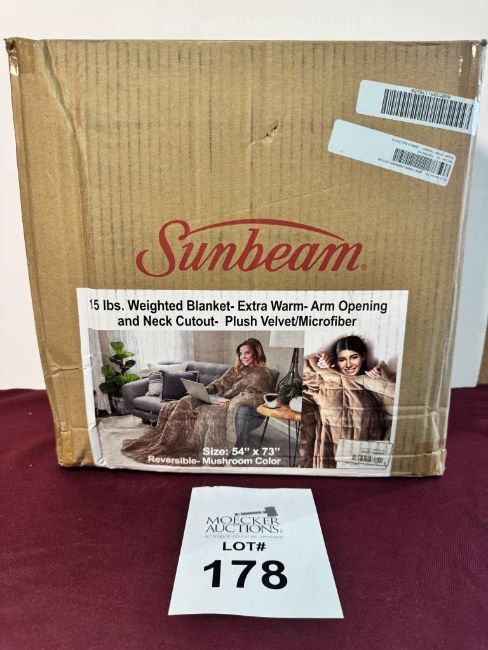 Sunbeam®
15 lbs. Weighted Blanket- Extra Warm- Arm Opening
and Neck Cutout- Plush Velvet/Microfiber
Size: 54" x 73"
Reversible- Mushroom Color
MOECKER
AUCTIONS
LOT#
178